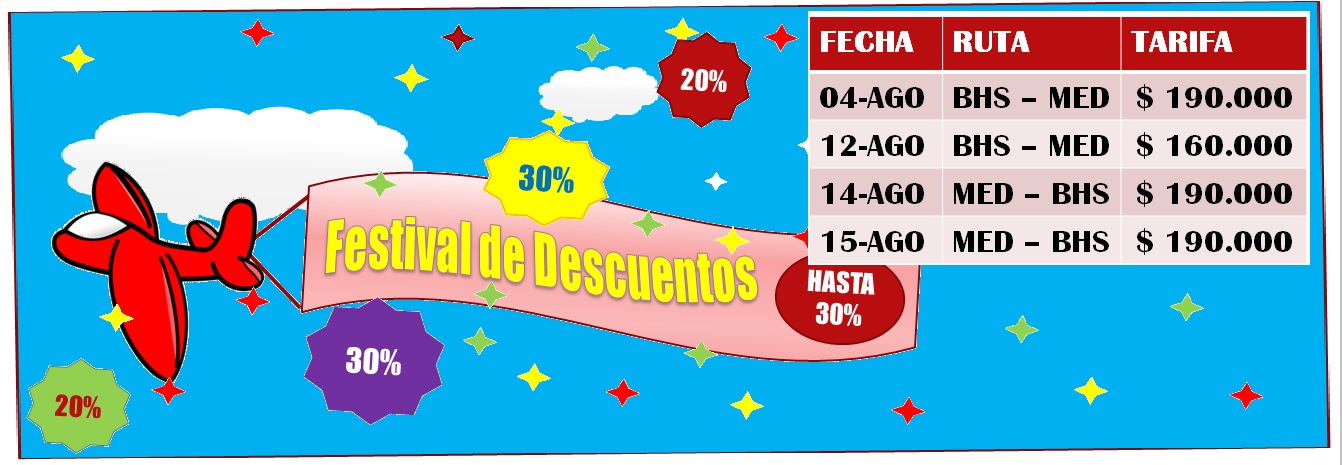 20%
FECHA RUTA TARIFA
04-AGO BHS – MED $ 190.000
12-AGO BHS – MED $ 160.000
14-AGO MED – BHS $ 190.000
15-AGO MED – BHS $ 190.000
30%
Festival de Descuentos
HASTA
30%
30%
20%